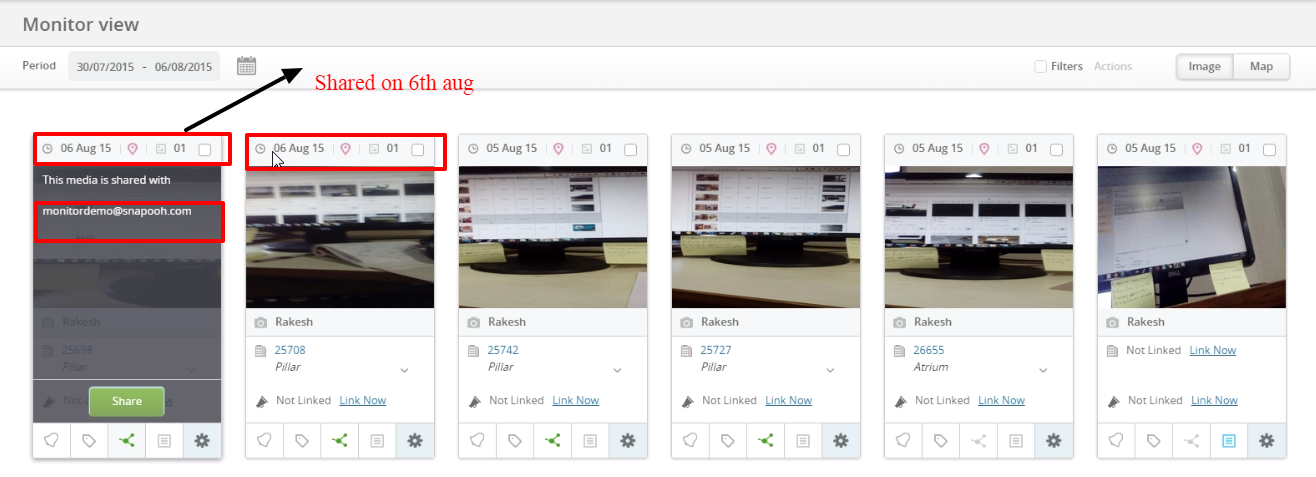 Monitor view
Period 30/07/2015 - 06/08/2015 Filters Actions Image Map
Shared on 6th aug
06 Aug 15 01
This media is shared with
monitordemo@snapooh.com
Rakesh
25698
Pillar
Share
06 Aug 15 01
Rakesh
25708
Pillar
Not Linked Link Now
05 Aug 15 01
Rakesh
25742
Pillar
Not Linked Link Now
05 Aug 15 01
Rakesh
25727
Pillar
Not Linked Link Now
05 Aug 15 01
Rakesh
26655
Atrium
Not Linked Link Now
05 Aug 15 01
Rakesh
Not Linked Link Now
Not Linked Link Now